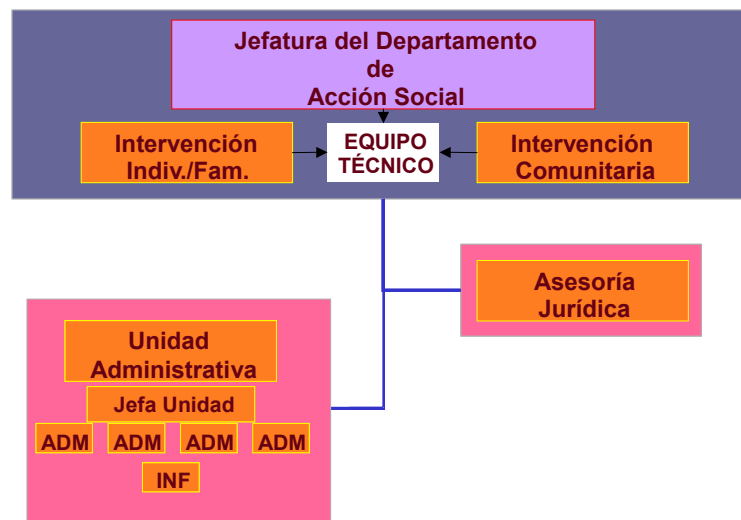 Jefatura del Departamento
de
Acción Social
Intervención
Indiv./Fam.
EQUIPO
TÉCNICO
Intervención
Comunitaria
Asesoría
Jurídica
Unidad
Administrativa
Jefa Unidad
ADM ADM ADM ADM
INF